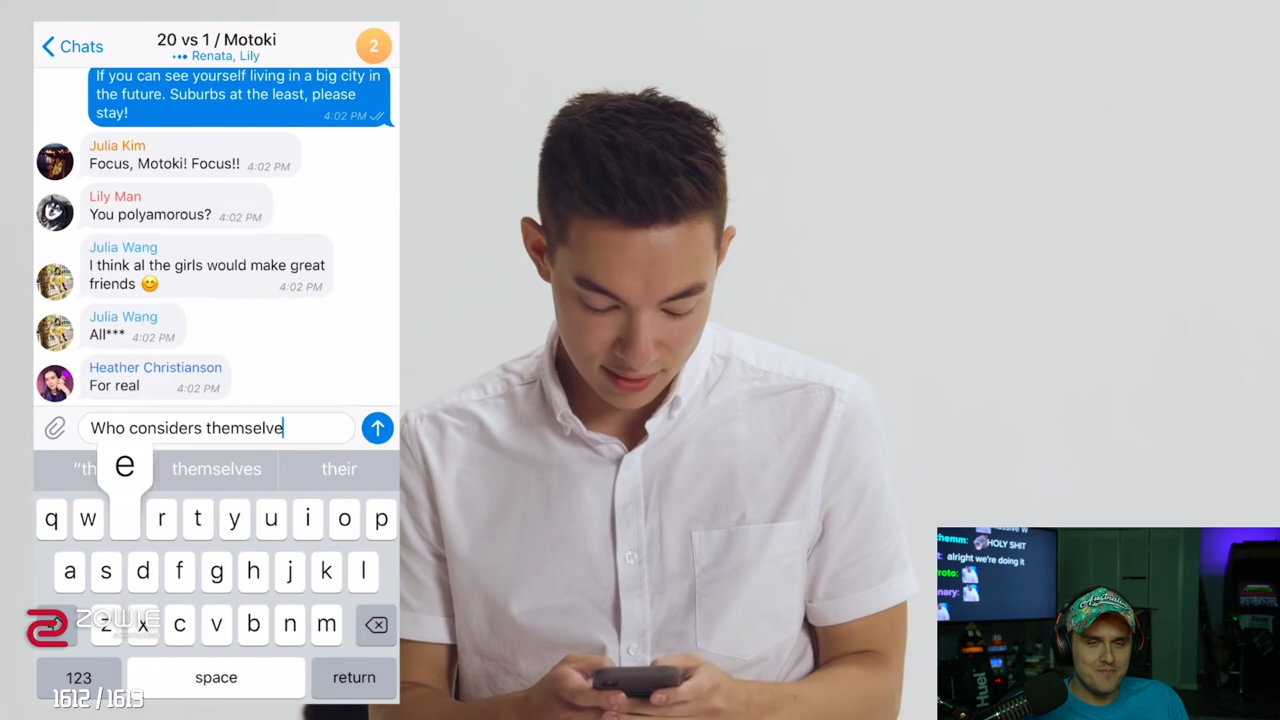 Chats
20 vs 1 / Motoki
••• Renata, Lily
2
If you can see yourself living in a big city in
the future. Suburbs at the least, please
stay!
4:02 PM
Julia Kim
Focus, Motoki! Focus!! 4:02 PM
Lily Man
You polyamorous? 4:02 PM
Julia Wang
I think al the girls would make great
friends 😊 4:02 PM
Julia Wang
All*** 4:02 PM
Heather Christianson
For real 4:02 PM
Who considers themselve
"th themselves their
e
q w r t y u i o p
a s d f g h j k l
z x c v b n m
123 space return
ZOWIE
1612 / 1613
HOLY SHIT
alright we're doing it
Huel
Australia